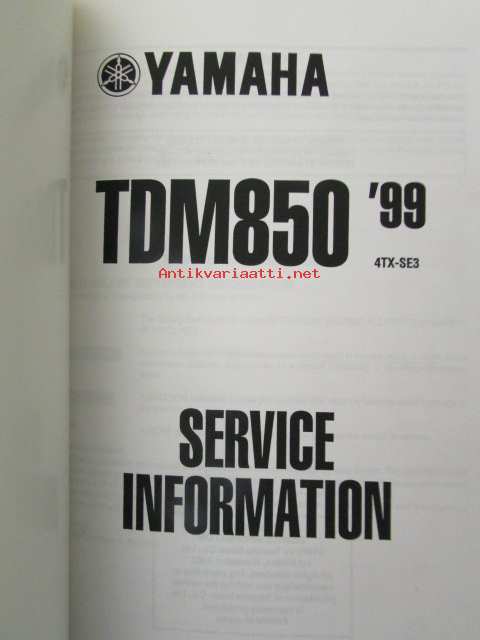 YAMAHA
TDM850 '99
4TX-SE3
Antikvariaatti.net
SERVICE
INFORMATION